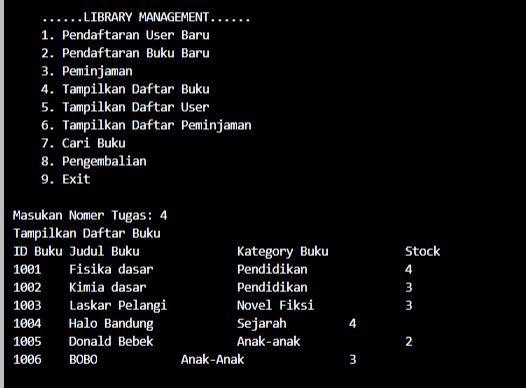 ......LIBRARY MANAGEMENT......
1. Pendaftaran User Baru
2. Pendaftaran Buku Baru
3. Peminjaman
4. Tampilkan Daftar Buku
5. Tampilkan Daftar User
6. Tampilkan Daftar Peminjaman
7. Cari Buku
8. Pengembalian
9. Exit
Masukan Nomer Tugas: 4
Tampilkan Daftar Buku
ID Buku Judul Buku Kategory Buku Stock
1001 Fisika dasar Pendidikan 4
1002 Kimia dasar Pendidikan 3
1003 Laskar Pelangi Novel Fiksi 3
1004 Halo Bandung Sejarah 4
1005 Donald Bebek Anak-anak 2
1006 BOBO Anak-Anak 3